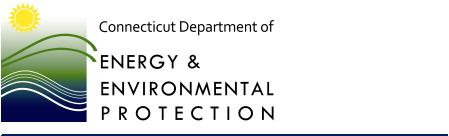 Connecticut Department of
ENERGY &
ENVIRONMENTAL
PROTECTION